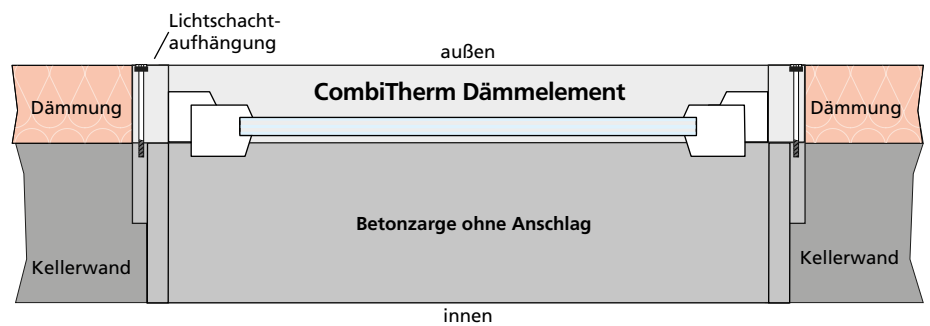 Lichtschacht-
aufhängung
außen
Dämmung
CombiTherm Dämmelement
Dämmung
Betonzarge ohne Anschlag
Kellerwand
Kellerwand
innen